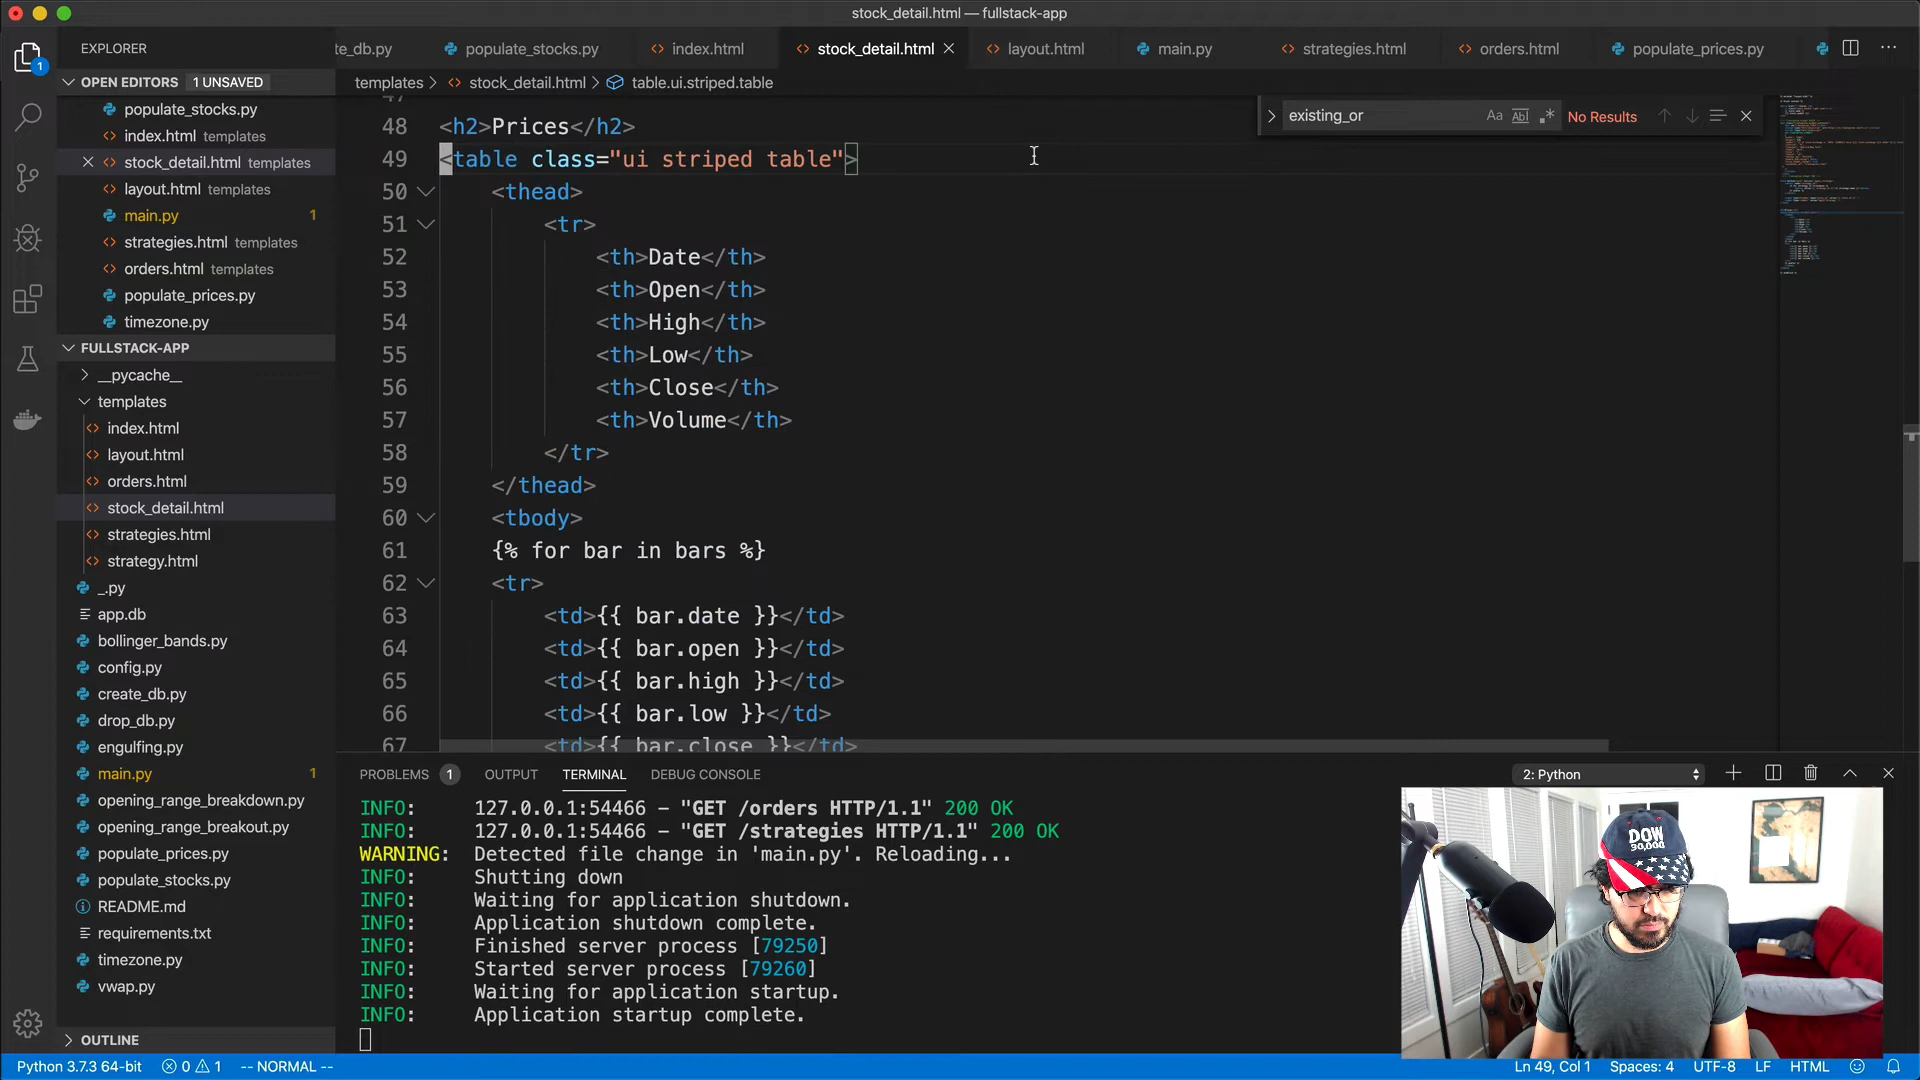 stock_detail.html — fullstack-app
EXPLORER
te_db.py
populate_stocks.py
index.html
stock_detail.html
layout.html
main.py
strategies.html
orders.html
populate_prices.py
OPEN EDITORS 1 UNSAVED
populate_stocks.py
index.html templates
stock_detail.html templates
layout.html templates
main.py 1
strategies.html templates
orders.html templates
populate_prices.py
timezone.py
FULLSTACK-APP
__pycache__
templates
index.html
layout.html
orders.html
stock_detail.html
strategies.html
strategy.html
_.py
app.db
bollinger_bands.py
config.py
create_db.py
drop_db.py
engulfing.py
main.py 1
opening_range_breakdown.py
opening_range_breakout.py
populate_prices.py
populate_stocks.py
README.md
requirements.txt
timezone.py
vwap.py
OUTLINE
1
templates > stock_detail.html > table.ui.striped.table
existing_or
Aa Abl .* No Results
47
48 <h2>Prices</h2>
49 <table class="ui striped table">
50 <thead>
51 <tr>
52 <th>Date</th>
53 <th>Open</th>
54 <th>High</th>
55 <th>Low</th>
56 <th>Close</th>
57 <th>Volume</th>
58 </tr>
59 </thead>
60 <tbody>
61 {% for bar in bars %}
62 <tr>
63 <td>{{ bar.date }}</td>
64 <td>{{ bar.open }}</td>
65 <td>{{ bar.high }}</td>
66 <td>{{ bar.low }}</td>
67 <td>{{ bar.close }}</td>
PROBLEMS 1 OUTPUT TERMINAL DEBUG CONSOLE
2: Python
INFO: 127.0.0.1:54466 - "GET /orders HTTP/1.1" 200 OK
INFO: 127.0.0.1:54466 - "GET /strategies HTTP/1.1" 200 OK
WARNING: Detected file change in 'main.py'. Reloading...
INFO: Shutting down
INFO: Waiting for application shutdown.
INFO: Application shutdown complete.
INFO: Finished server process [79250]
INFO: Started server process [79260]
INFO: Waiting for application startup.
INFO: Application startup complete.
DOW
30,000
Python 3.7.3 64-bit
0 1
-- NORMAL --
Ln 49, Col 1
Spaces: 4
UTF-8
LF
HTML